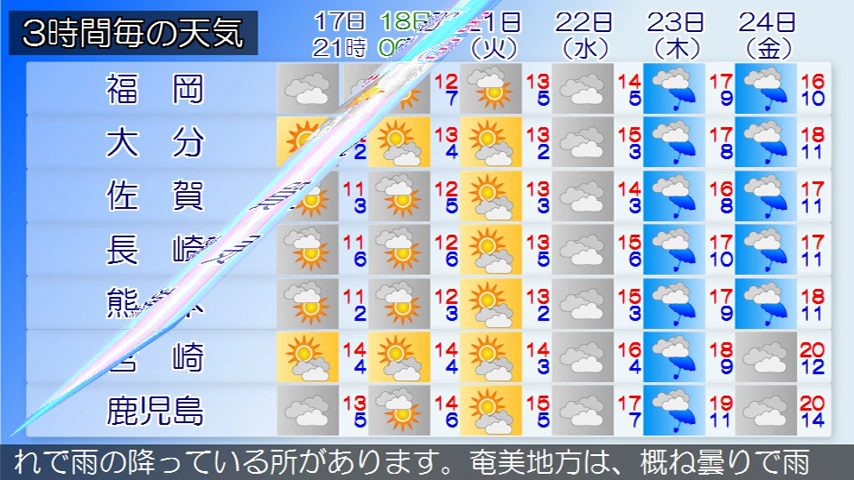 3時間毎の天気
17日 18日 21日 22日 23日 24日
21時 (火) (水) (木) (金)
福岡 12 7 13 5 14 5 17 9 16 10
大分 2 13 4 13 2 15 3 17 8 18 11
佐賀 11 3 12 5 13 3 14 3 16 8 17 11
長崎 11 6 12 6 13 5 15 6 17 10 17 11
熊本 11 2 12 3 13 2 15 3 17 9 18 11
宮崎 14 4 14 4 14 3 16 4 18 9 20 12
鹿児島 13 5 14 6 15 5 17 7 19 11 20 14
れで雨の降っている所があります。奄美地方は、概ね曇りで雨